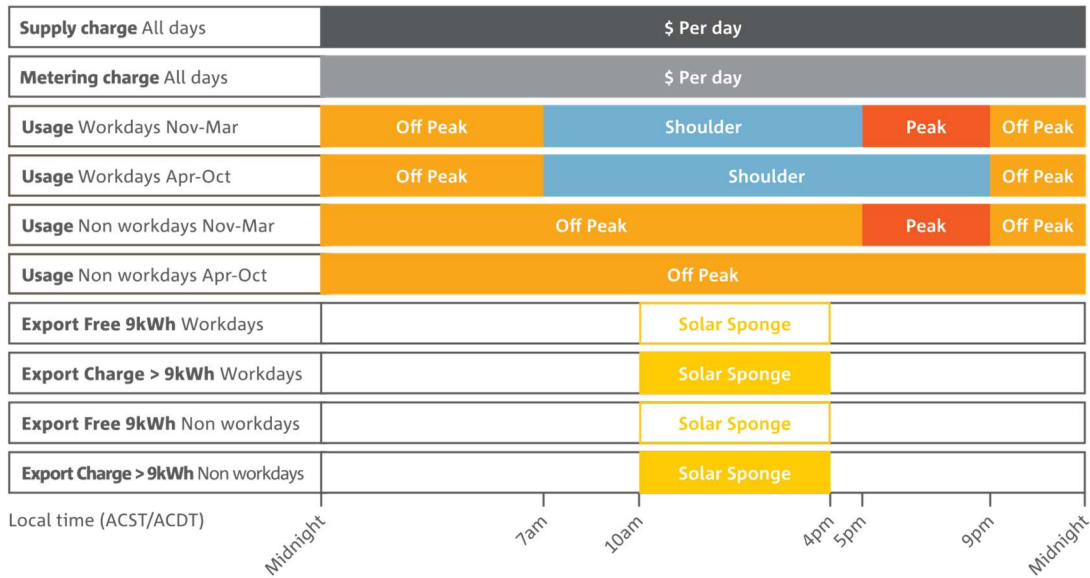 Supply charge All days $ Per day
Metering charge All days $ Per day
Usage Workdays Nov-Mar Off Peak Shoulder Peak Off Peak
Usage Workdays Apr-Oct Off Peak Shoulder Off Peak
Usage Non workdays Nov-Mar Off Peak Peak Off Peak
Usage Non workdays Apr-Oct Off Peak
Export Free 9kWh Workdays Solar Sponge
Export Charge > 9kWh Workdays Solar Sponge
Export Free 9kWh Non workdays Solar Sponge
Export Charge > 9kWh Non workdays Solar Sponge
Local time (ACST/ACDT) Midnight 7am 10am 4pm 5pm 9pm Midnight